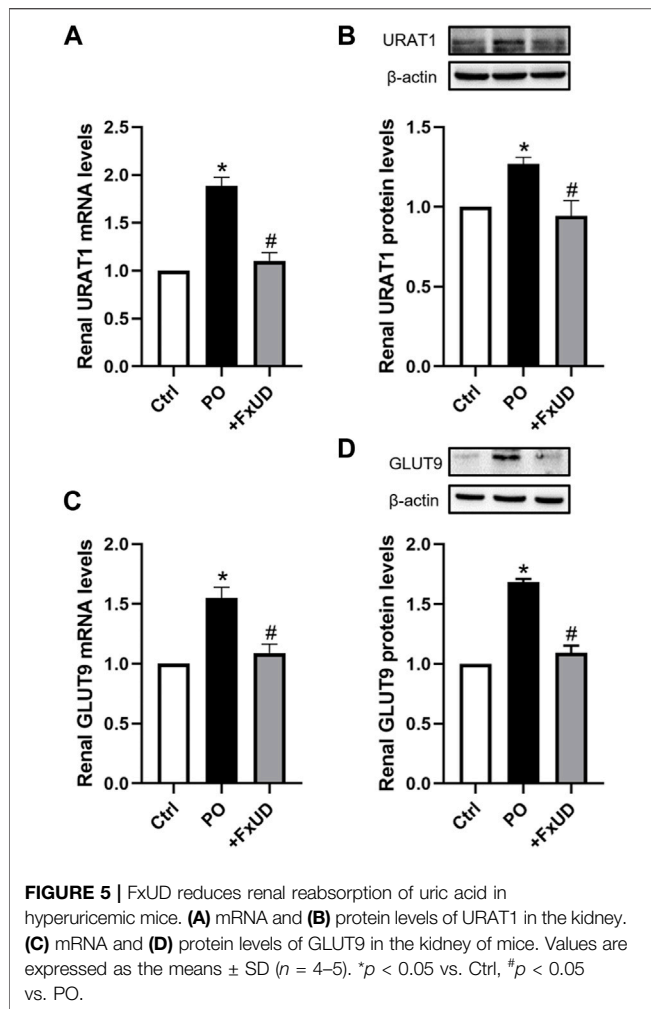 A
B
URAT1
β-actin
Renal URAT1 mRNA levels
2.5
2.0
1.5
1.0
0.5
0.0
*
#
Ctrl
PO
+FxUD
Renal URAT1 protein levels
1.5
1.0
0.5
0.0
*
#
Ctrl
PO
+FxUD
C
D
GLUT9
β-actin
Renal GLUT9 mRNA levels
2.0
1.5
1.0
0.5
0.0
*
#
Ctrl
PO
+FxUD
Renal GLUT9 protein levels
2.0
1.5
1.0
0.5
0.0
*
#
Ctrl
PO
+FxUD
FIGURE 5 | FxUD reduces renal reabsorption of uric acid in
hyperuricemic mice. (A) mRNA and (B) protein levels of URAT1 in the kidney.
(C) mRNA and (D) protein levels of GLUT9 in the kidney of mice. Values are
expressed as the means ± SD (n = 4–5). *p < 0.05 vs. Ctrl, #p < 0.05
vs. PO.